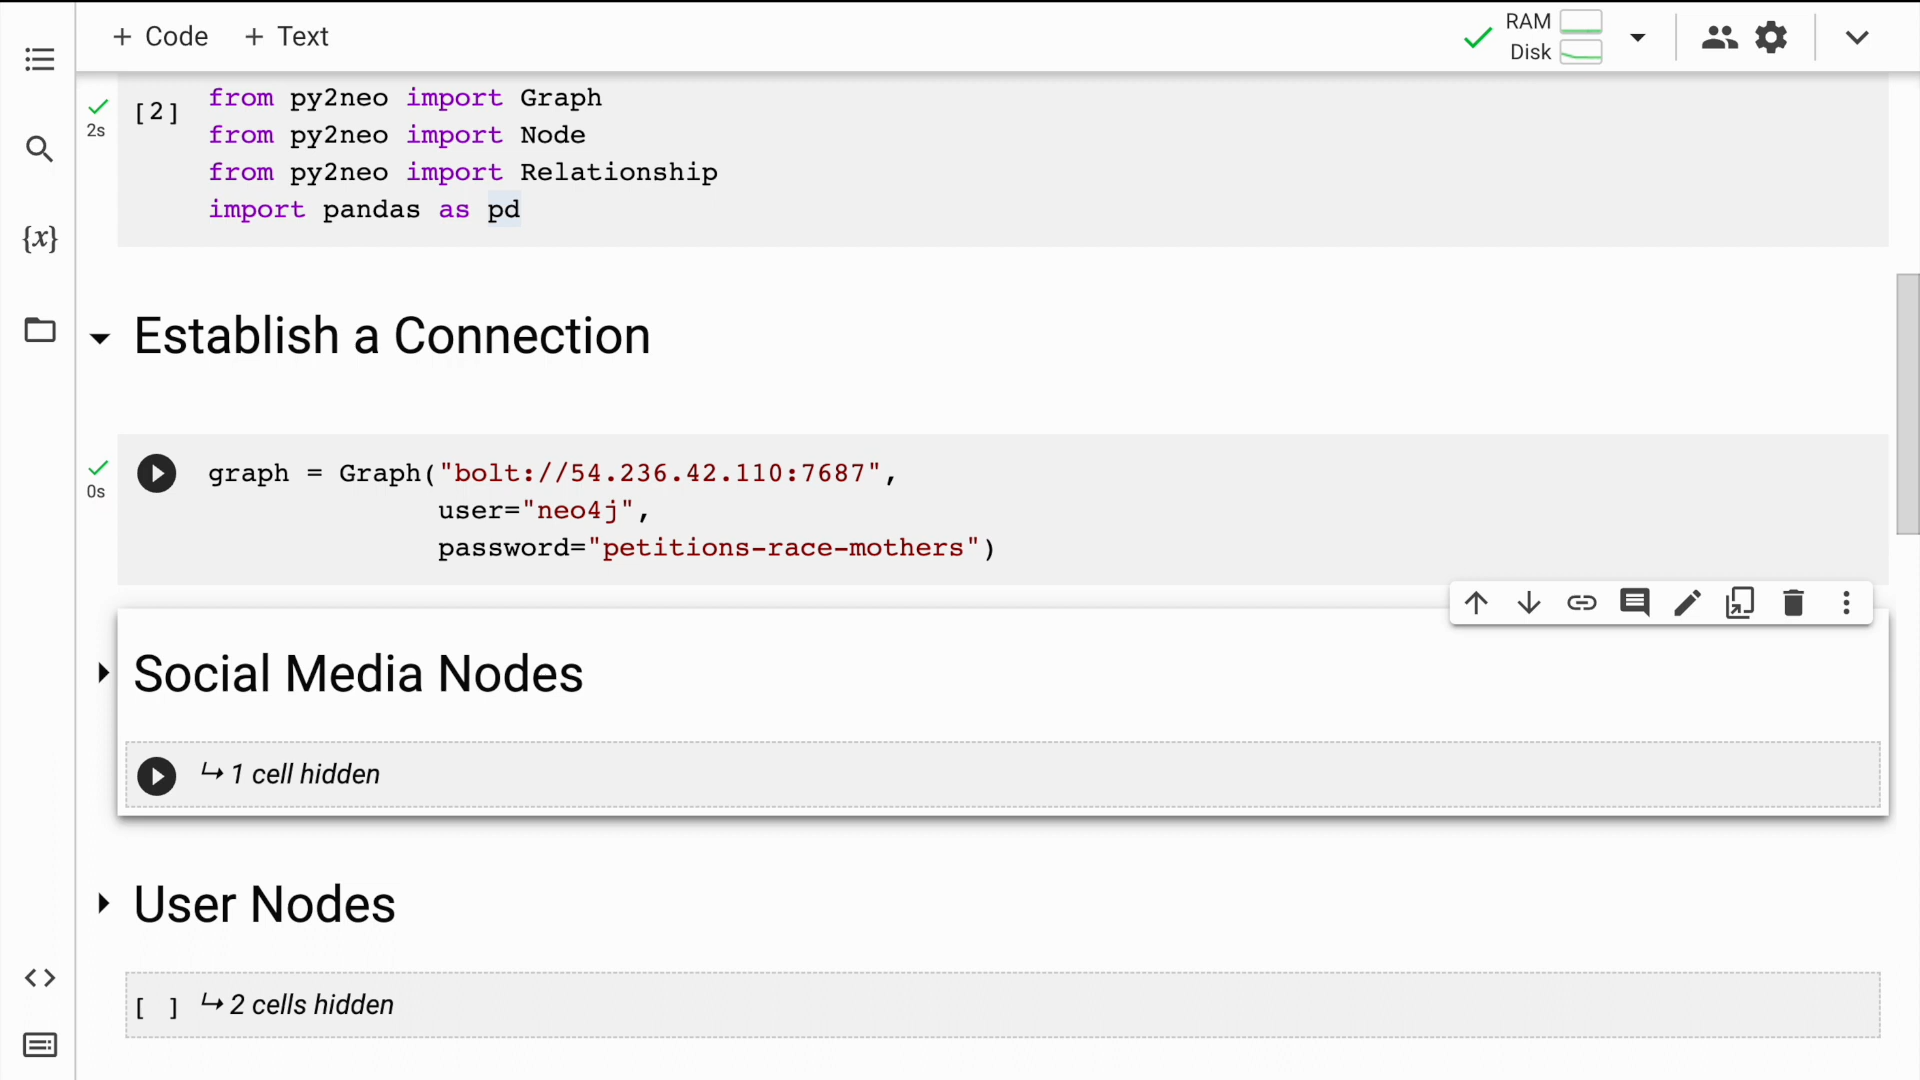 + Code + Text
RAM
Disk
2s
[2]
from py2neo import Graph
from py2neo import Node
from py2neo import Relationship
import pandas as pd
{x}
Establish a Connection
0s
graph = Graph("bolt://54.236.42.110:7687",
user="neo4j",
password="petitions-race-mothers")
Social Media Nodes
↳ 1 cell hidden
User Nodes
[ ] ↳ 2 cells hidden